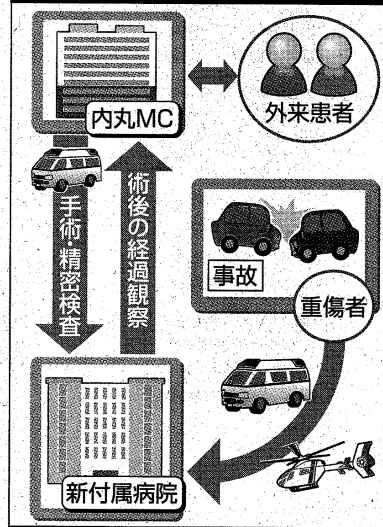 内丸MC
外来患者
手術・精密検査
術後の経過観察
事故
重傷者
新付属病院